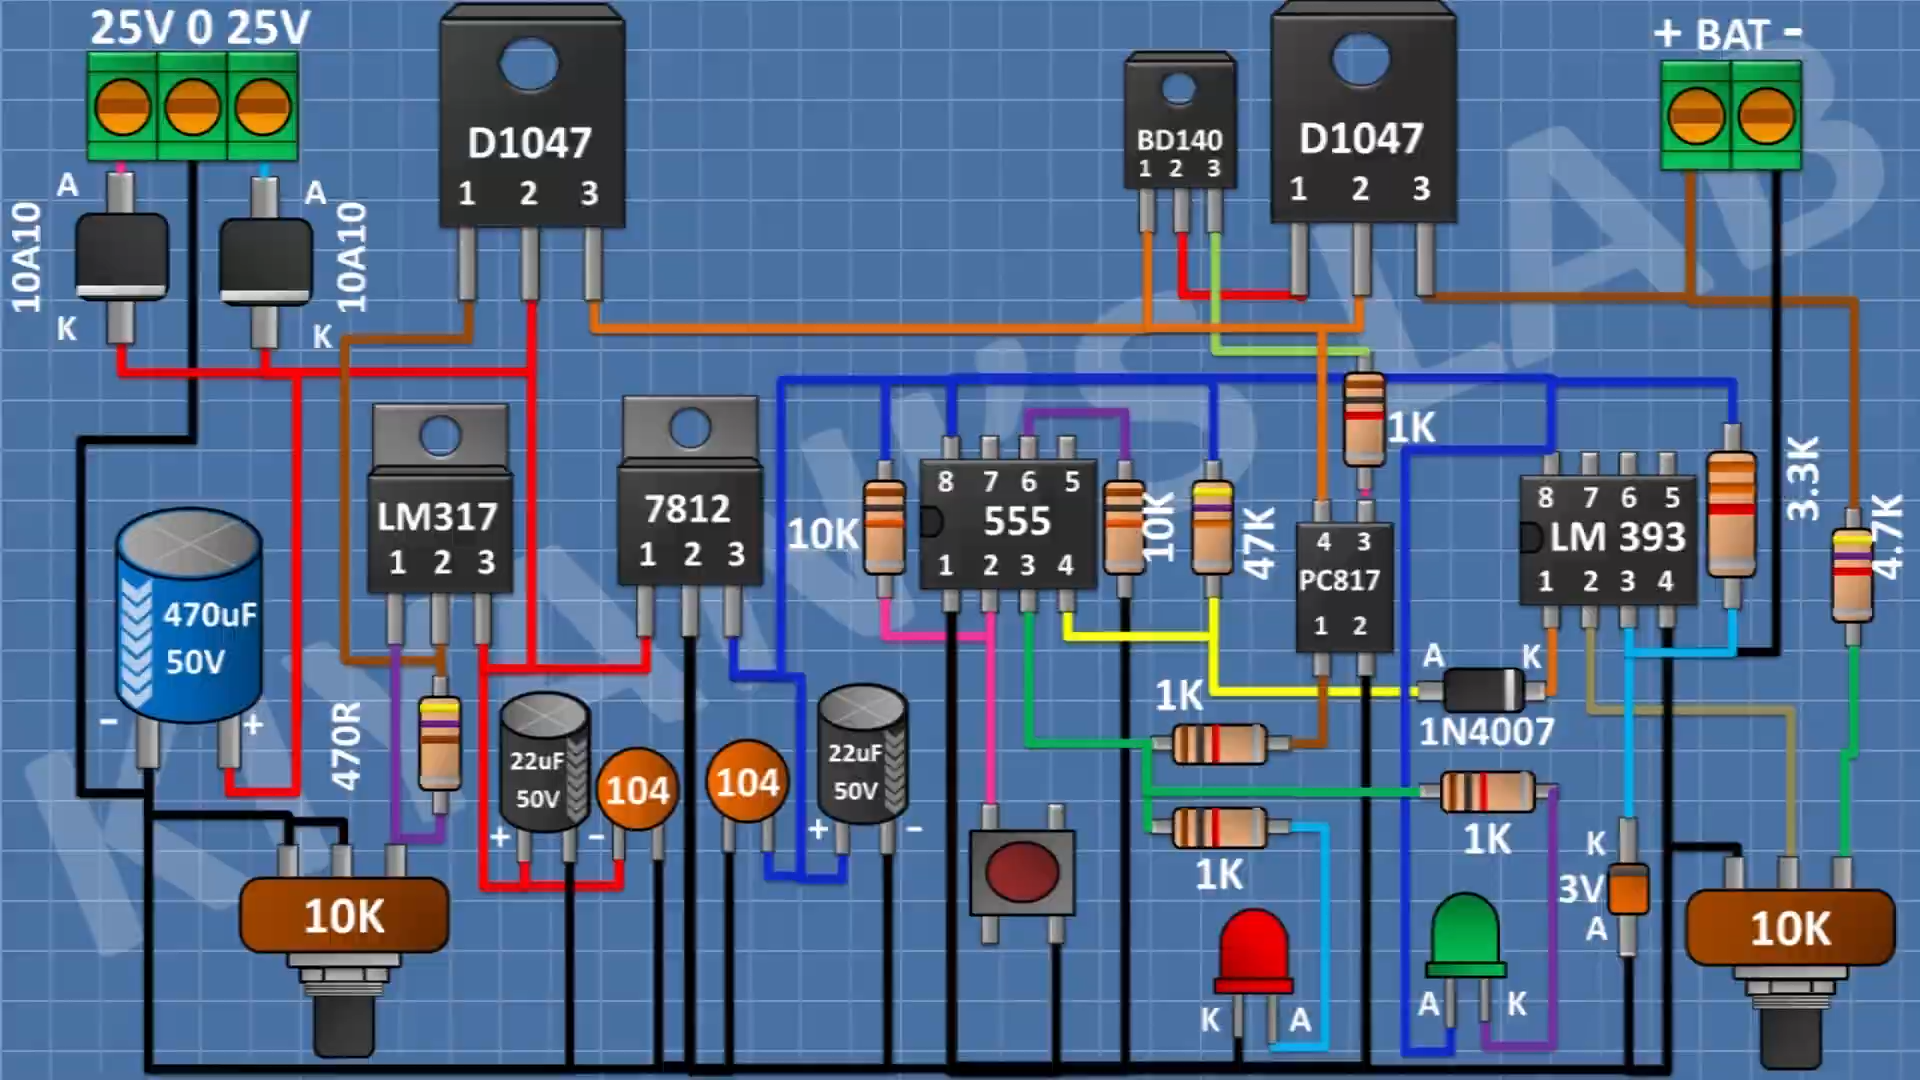 25V 0 25V
+ BAT -
D1047
1 2 3
BD140
1 2 3
D1047
1 2 3
A
A
10A10
10A10
K
K
1K
LM317
1 2 3
7812
1 2 3
10K
8 7 6 5
555
1 2 3 4
10K
47K
4 3
PC817
1 2
8 7 6 5
LM 393
1 2 3 4
3.3K
4.7K
470uF
50V
- +
470R
22uF
50V
+ -
104
104
22uF
50V
+ -
1K
A K
1N4007
1K
1K
K
3V
A
10K
10K
K A
A K
KHAWS LAB